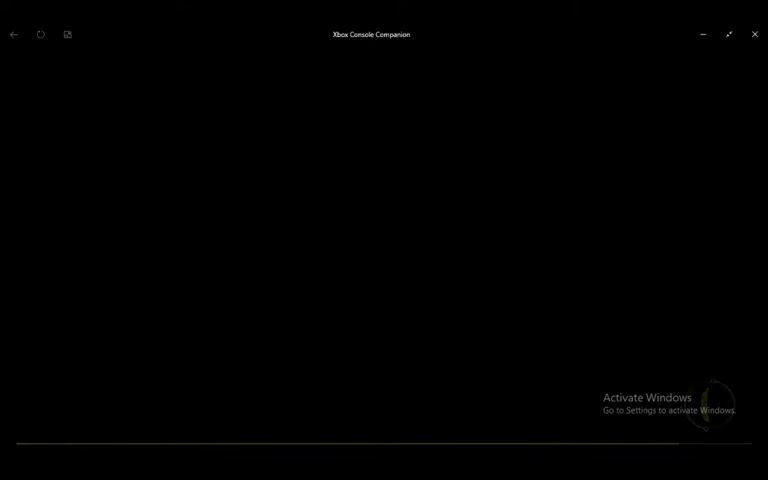 Xbox Console Companion
Activate Windows
Go to Settings to activate Windows.